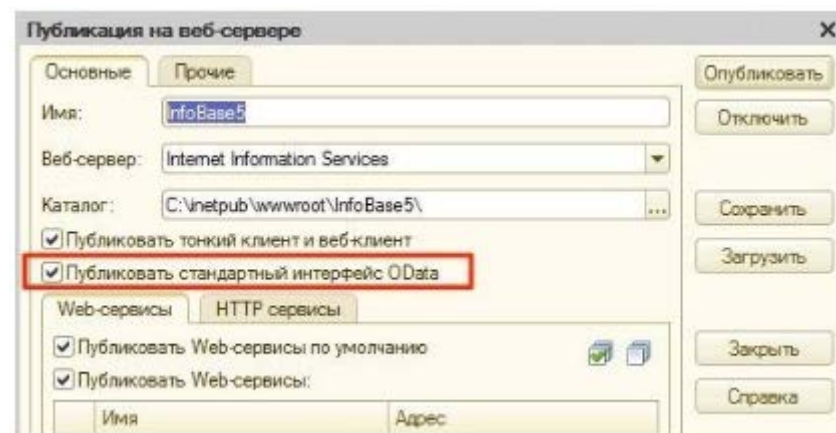 Публикация на веб-сервере
Основные Прочие
Опубликовать
Имя: InfoBase5
Отключить
Веб-сервер: Internet Information Services
Каталог: C:\inetpub\wwwroot\InfoBase5\ ...
Сохранить
Публиковать тонкий клиент и веб-клиент
Загрузить
Публиковать стандартный интерфейс OData
Web-сервисы HTTP сервисы
Публиковать Web-сервисы по умолчанию
Закрыть
Публиковать Web-сервисы:
Справка
Имя Адрес